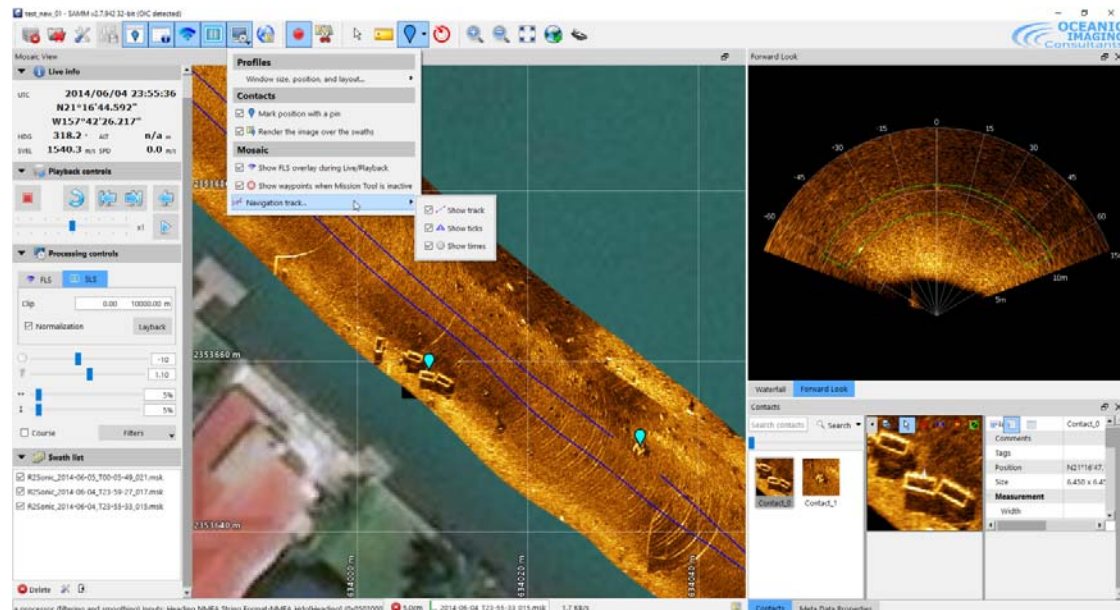 test_new_01 - SAMM v2.7.942 32-bit (OIC detected)
OCEANIC
IMAGING
Consultants
Mosaic View
Live info
UTC 2014/06/04 23:55:36
N21°16'44.592"
W157°42'26.217"
HDG 318.2 ° ALT n/a m
SVEL 1540.3 m/s SPD 0.0 m/s
Playback controls
x1
Processing controls
FLS SLS
Clip 0.00 10000.00 m
Normalization Layback
-10
1.10
5%
5%
Course Filters
Swath list
R2Sonic_2014-06-05_T00-05-49_021.msk
R2Sonic_2014-06-04_T23-59-27_017.msk
R2Sonic_2014-06-04_T23-55-33_015.msk
Delete
Profiles
Window size, position, and layout...
Contacts
Mark position with a pin
Render the image over the swaths
Mosaic
Show FLS overlay during Live/Playback
Show waypoints when Mission Tool is inactive
Navigation track...
Show track
Show ticks
Show times
2353660 m
2353640 m
634000 m
634020 m
634040 m
Forward Look
-60 -45 -30 -15 0 15 30 45 60
5m
10m
Waterfall Forward Look
Contacts
Search contacts Search
Contact_0 Contact_1
Contact_0
Comments
Tags
Position N21°16'47.
Size
Measurement
Width
5.0cm 2014-06-04_T23-55-33_015.msk 1.7 KB/s
Contacts Meta Data Properties